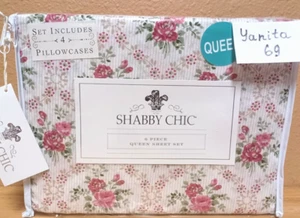 SET INCLUDES
4
PILLOWCASES
QUEE
Yanita
69
SHABBY CHIC
6 PIECE
QUEEN SHEET SET
CHIC